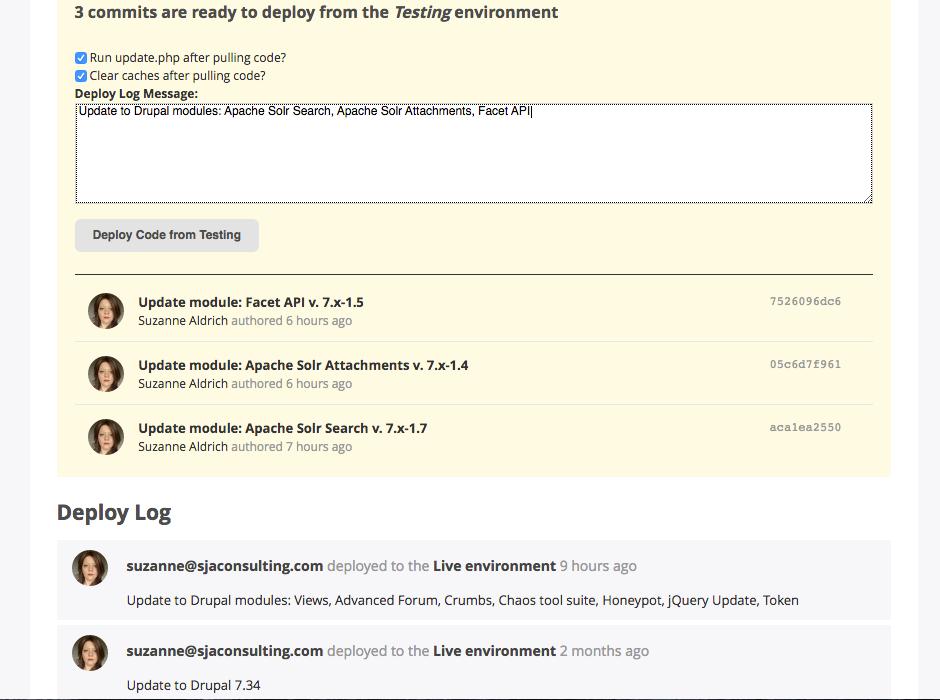 3 commits are ready to deploy from the Testing environment
Run update.php after pulling code?
Clear caches after pulling code?
Deploy Log Message:
Update to Drupal modules: Apache Solr Search, Apache Solr Attachments, Facet API
Deploy Code from Testing
Update module: Facet API v. 7.x-1.5 7526096dc6
Suzanne Aldrich authored 6 hours ago
Update module: Apache Solr Attachments v. 7.x-1.4 05c6d7f961
Suzanne Aldrich authored 6 hours ago
Update module: Apache Solr Search v. 7.x-1.7 aca1ea2550
Suzanne Aldrich authored 7 hours ago
Deploy Log
suzanne@sjaconsulting.com deployed to the Live environment 9 hours ago
Update to Drupal modules: Views, Advanced Forum, Crumbs, Chaos tool suite, Honeypot, jQuery Update, Token
suzanne@sjaconsulting.com deployed to the Live environment 2 months ago
Update to Drupal 7.34